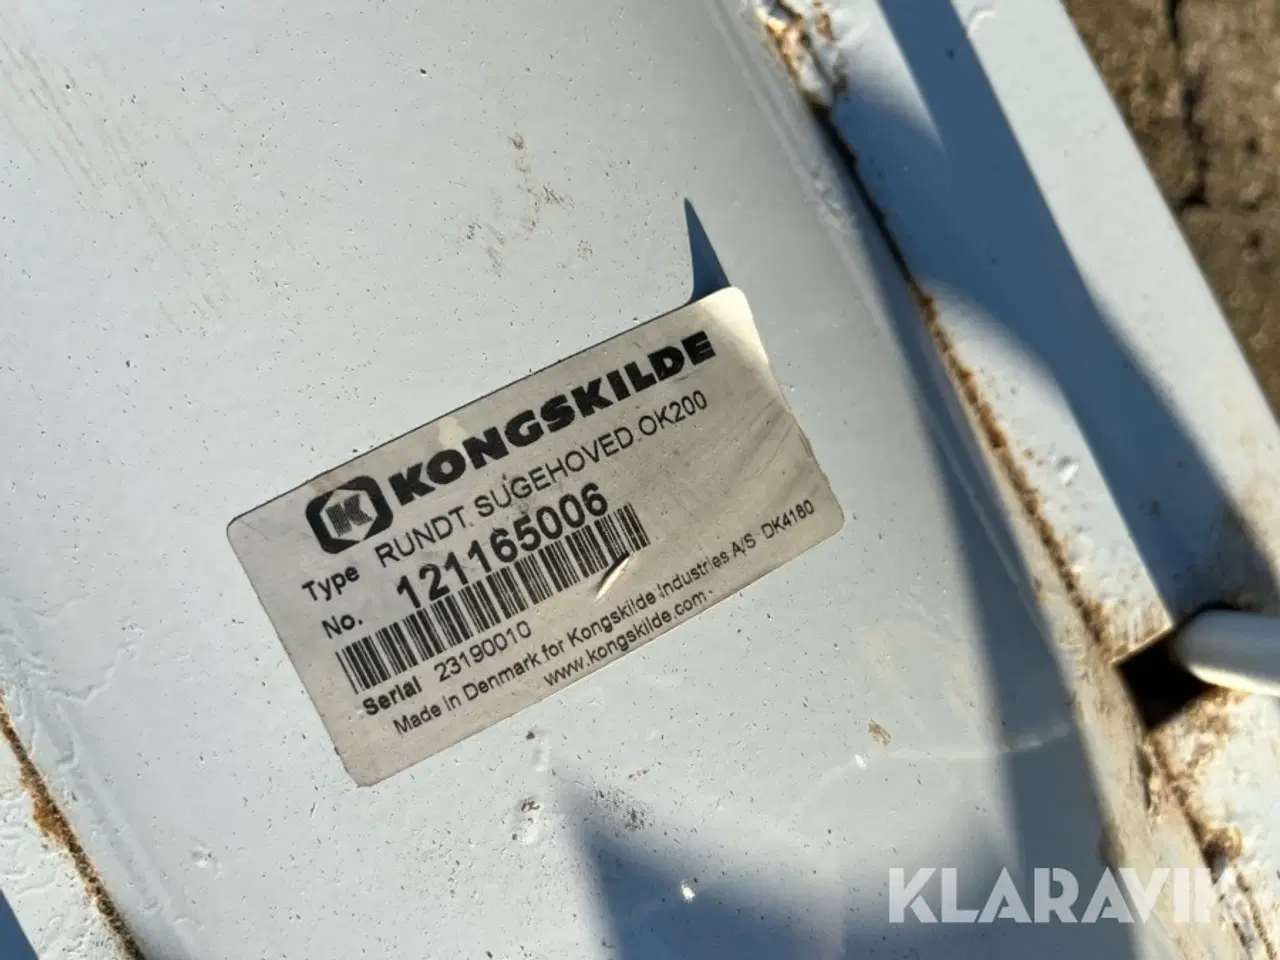 K KONGSKILDE
Type RUNDT. SUGEHOVED.OK200
No. 121165006
Serial 23190010
Made in Denmark for Kongskilde Industries A/S DK4180
www.kongskilde.com
KLARAVIK